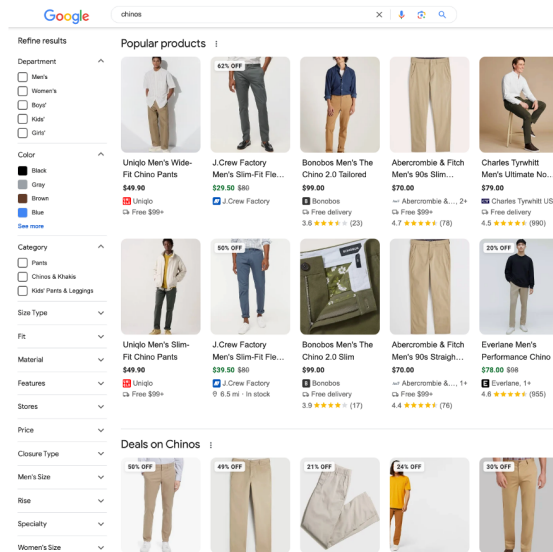 Google
chinos
Refine results
Department
Men's
Women's
Boys'
Kids'
Girls'
Color
Black
Gray
Brown
Blue
See more
Category
Pants
Chinos & Khakis
Kids' Pants & Leggings
Size Type
Fit
Material
Features
Stores
Price
Closure Type
Men's Size
Rise
Specialty
Women's Size
Popular products
Uniqlo Men's Wide-
Fit Chino Pants
$49.90
Uniqlo
Free $99+
62% OFF
J.Crew Factory
Men's Slim-Fit Fle...
$29.50 $80
J.Crew Factory
Bonobos Men's The
Chino 2.0 Tailored
$99.00
Bonobos
Free delivery
3.6 (23)
Abercrombie & Fitch
Men's 90s Slim...
$70.00
Abercrombie &..., 2+
Free $99+
4.7 (78)
Charles Tyrwhitt
Men's Ultimate No...
$79.00
Charles Tyrwhitt US
Free delivery
4.5 (990)
Uniqlo Men's Slim-
Fit Chino Pants
$49.90
Uniqlo
Free $99+
50% OFF
J.Crew Factory
Men's Slim-Fit Fle...
$39.50 $80
J.Crew Factory
6.5 mi · In stock
Bonobos Men's The
Chino 2.0 Slim
$99.00
Bonobos
Free delivery
3.9 (17)
Abercrombie & Fitch
Men's 90s Straigh...
$70.00
Abercrombie &..., 1+
Free $99+
4.4 (76)
20% OFF
Everlane Men's
Performance Chino
$78.00 $98
Everlane, 1+
4.6 (955)
Deals on Chinos
50% OFF
49% OFF
21% OFF
24% OFF
30% OFF